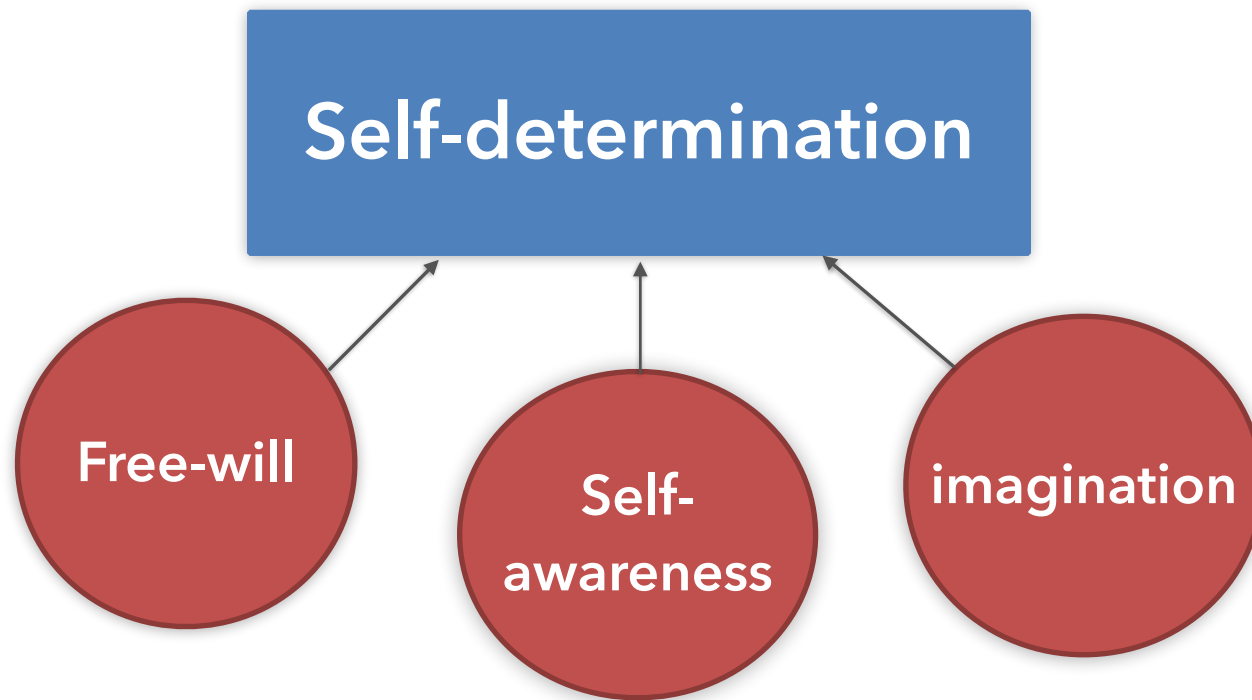 Self-determination
Free-will
Self-
awareness
imagination